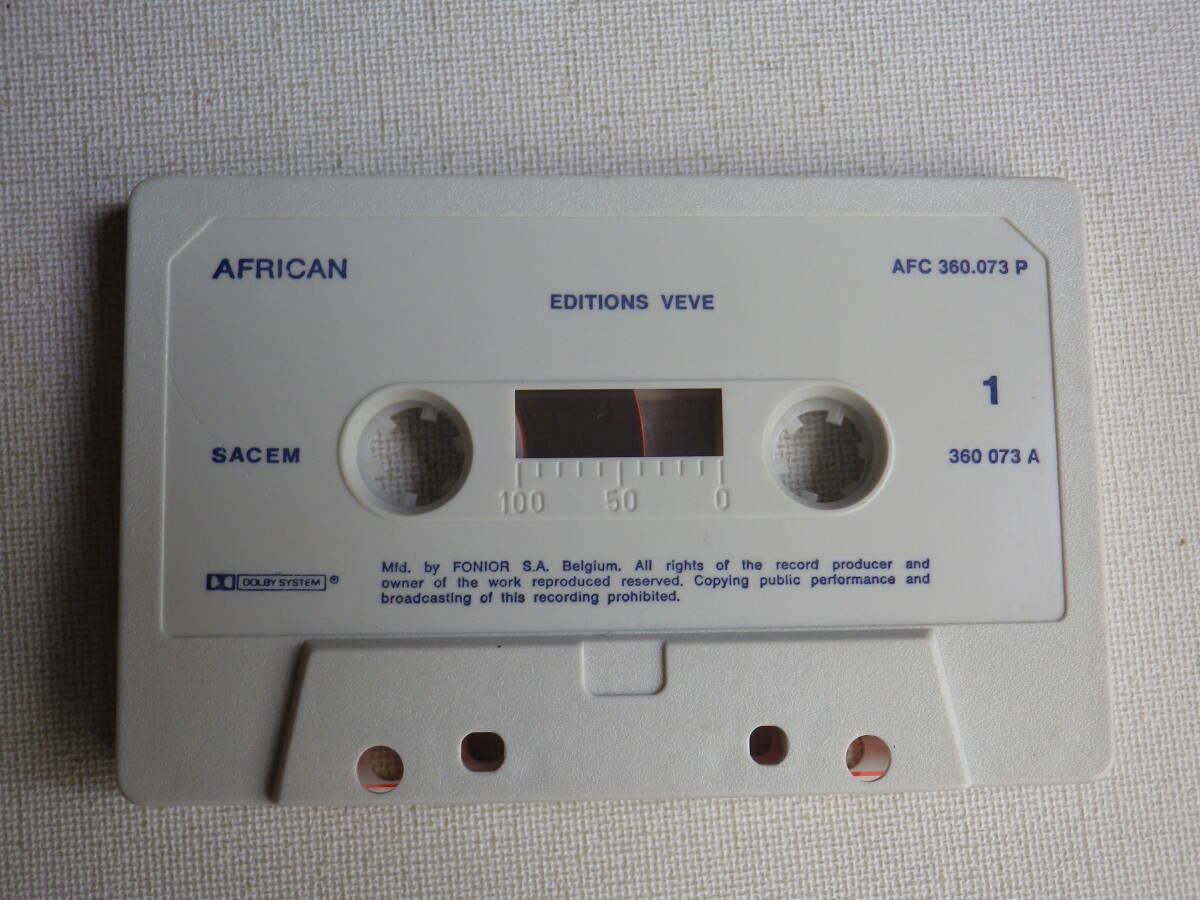 AFRICAN
AFC 360.073 P
EDITIONS VEVE
1
SACEM
360 073 A
100 50 0
DOLBY SYSTEM ®
Mfd. by FONIOR S.A. Belgium. All rights of the record producer and
owner of the work reproduced reserved. Copying public performance and
broadcasting of this recording prohibited.